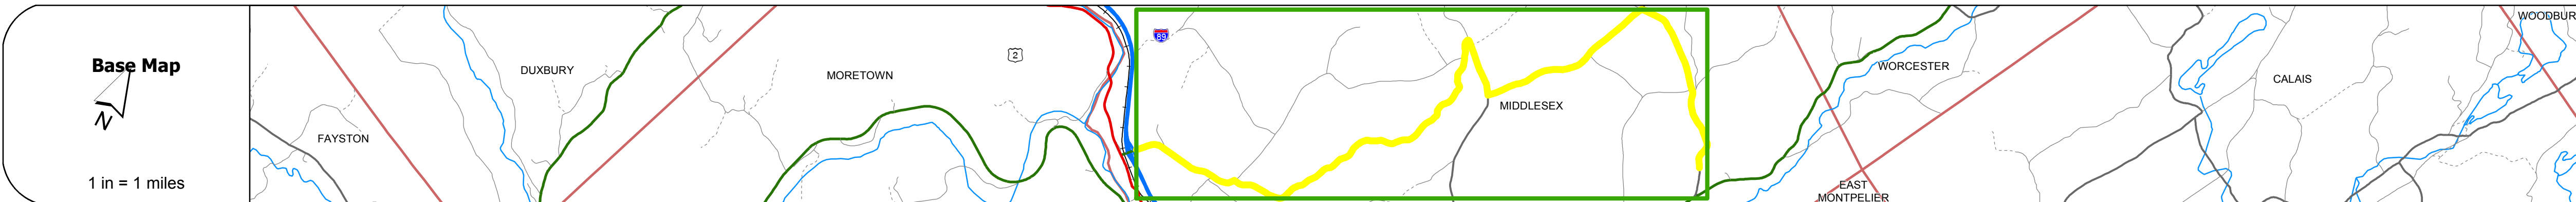 Base Map
N
1 in = 1 miles
FAYSTON
DUXBURY
MORETOWN
2
89
MIDDLESEX
WORCESTER
EAST
MONTPELIER
CALAIS
WOODBUR